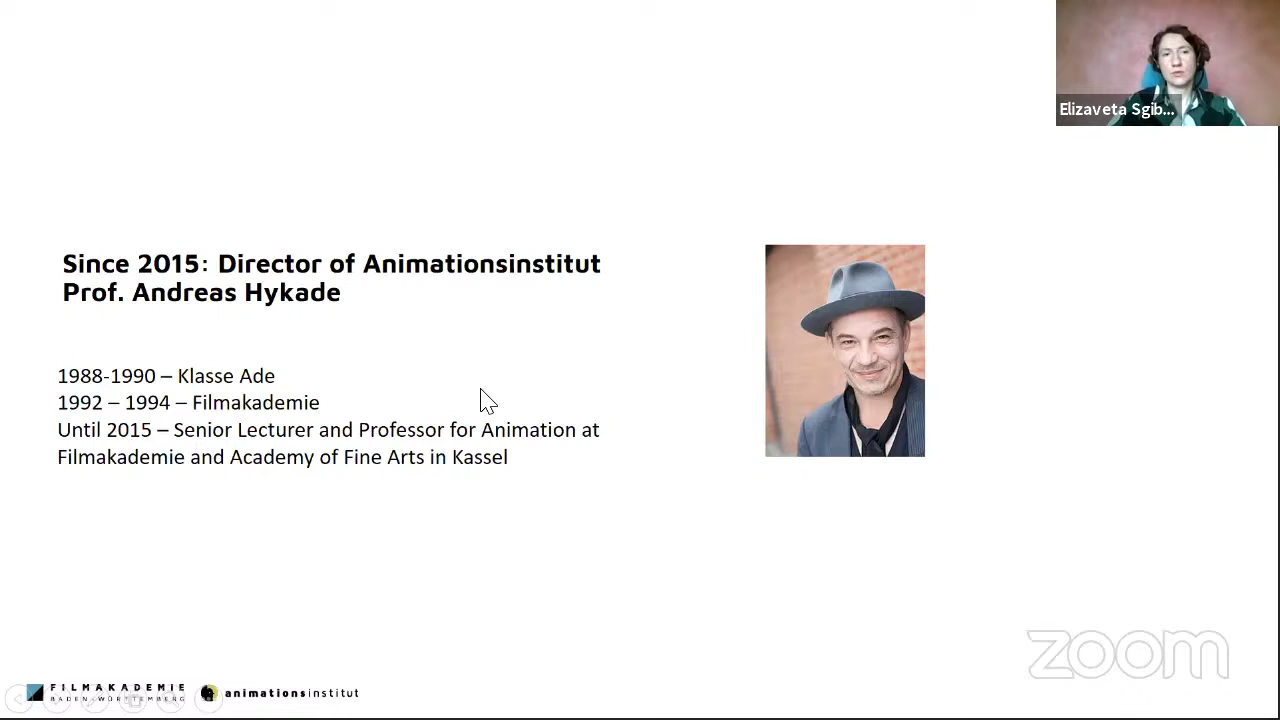 Elizaveta Sgib...
Since 2015: Director of Animationsinstitut
Prof. Andreas Hykade
1988-1990 – Klasse Ade
1992 – 1994 – Filmakademie
Until 2015 – Senior Lecturer and Professor for Animation at
Filmakademie and Academy of Fine Arts in Kassel
zoom
FILMAKADEMIE
BADEN-WÜRTTEMBERG
animationsinstitut